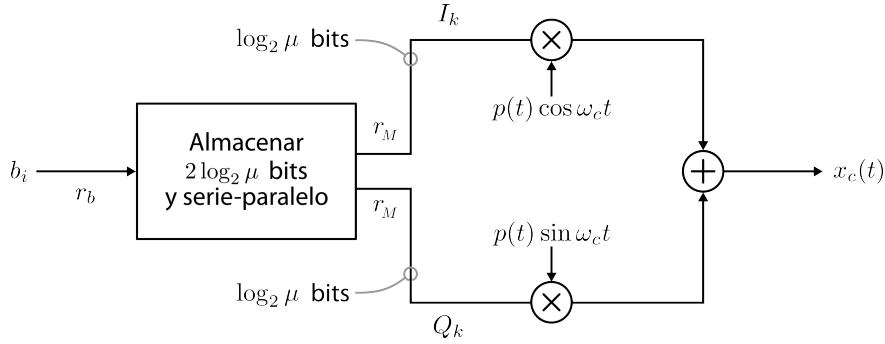 I_k
log₂ μ bits
p(t) cos ω_c t
r_M
Almacenar
2 log₂ μ bits
y serie-paralelo
b_i
r_b
x_c(t)
r_M
p(t) sin ω_c t
log₂ μ bits
Q_k